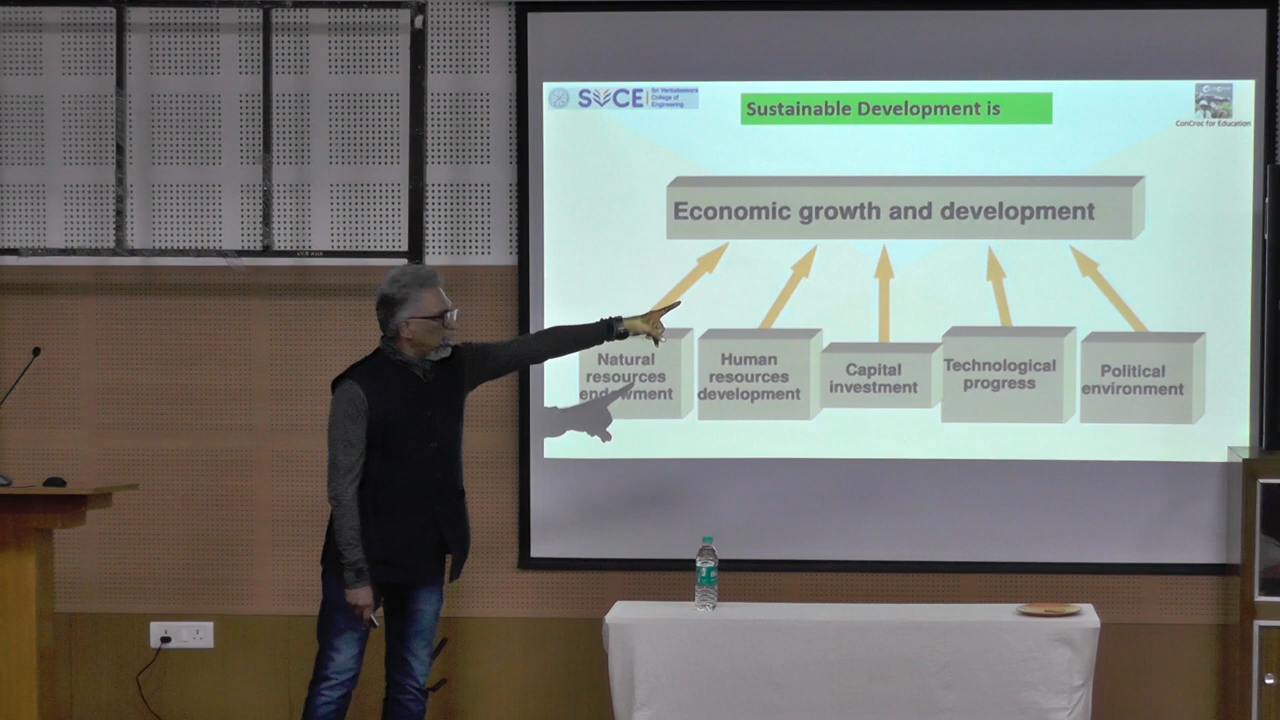 SVCE
Sri Venkateswara
College of
Engineering
Sustainable Development is
ConCroc for Education
Economic growth and development
Natural
resources
endowment
Human
resources
development
Capital
investment
Technological
progress
Political
environment